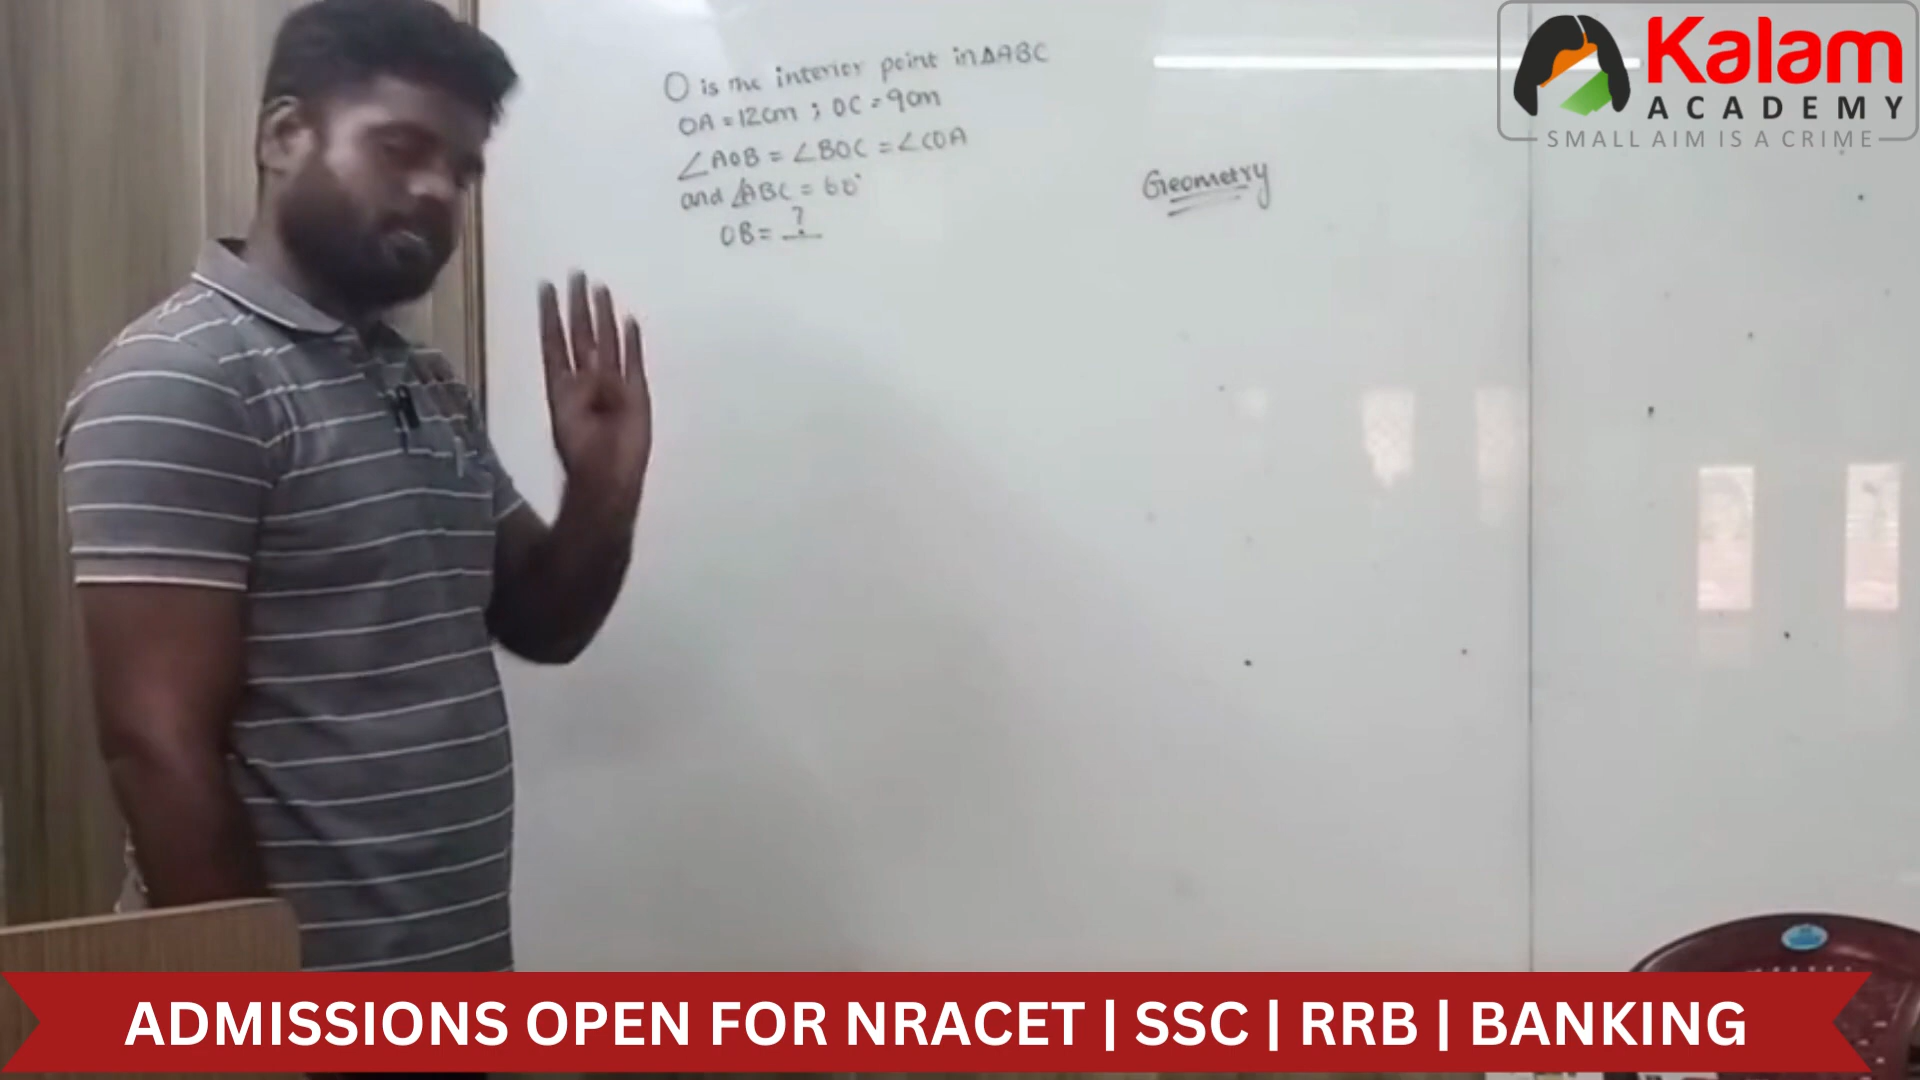 O is the interior point in ΔABC
OA = 12cm ; OC = 9cm
∠AOB = ∠BOC = ∠COA
and ∠ABC = 60°
OB = ?
Geometry
Kalam
ACADEMY
SMALL AIM IS A CRIME
ADMISSIONS OPEN FOR NRACET | SSC | RRB | BANKING